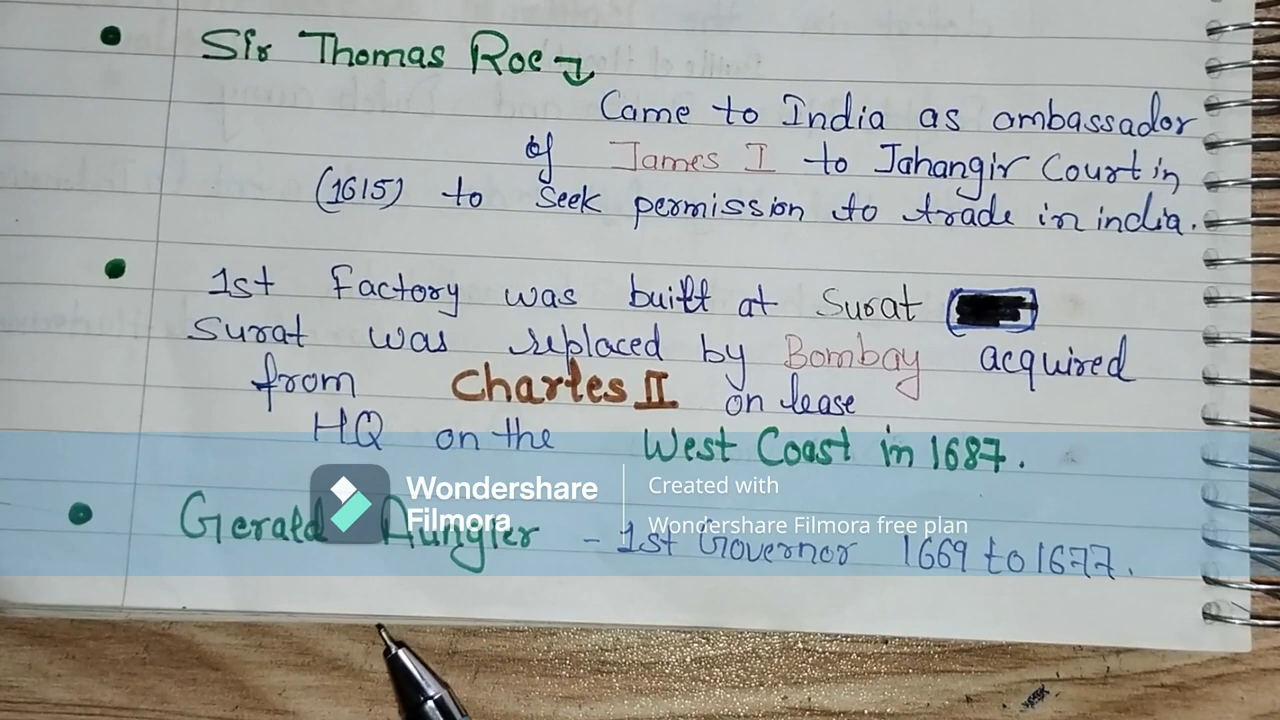 Sir Thomas Roe
Came to India as ambassador
of James I to Jahangir Court in
(1615) to seek permission to trade in india.
1st Factory was built at Surat
Surat was replaced by Bombay acquired
from Charles II on lease
HQ on the West Coast in 1687.
Wondershare
Filmora
Created with
Wondershare Filmora free plan
Gerald Aungier - 1st Governor 1669 to 1677.